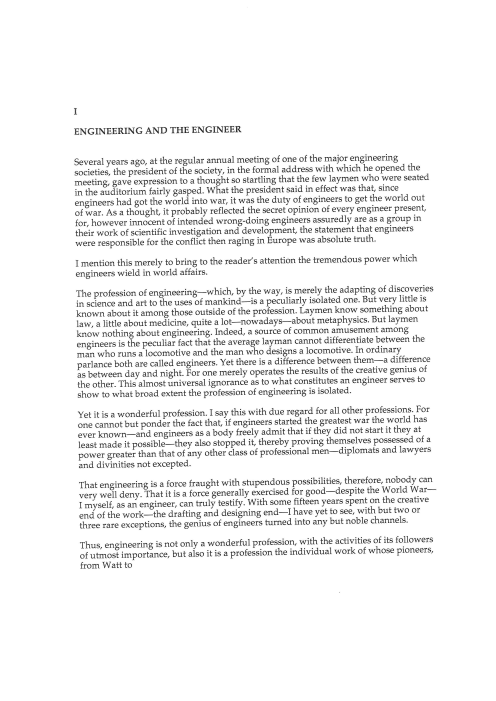 I
ENGINEERING AND THE ENGINEER
Several years ago, at the regular annual meeting of one of the major engineering
societies, the president of the society, in the formal address with which he opened the
meeting, gave expression to a thought so startling that the few laymen who were seated
in the auditorium fairly gasped. What the president said in effect was that, since
engineers had got the world into war, it was the duty of engineers to get the world out
of war. As a thought, it probably reflected the secret opinion of every engineer present,
for, however innocent of intended wrong-doing engineers assuredly are as a group in
their work of scientific investigation and development, the statement that engineers
were responsible for the conflict then raging in Europe was absolute truth.
I mention this merely to bring to the reader's attention the tremendous power which
engineers wield in world affairs.
The profession of engineering—which, by the way, is merely the adapting of discoveries
in science and art to the uses of mankind—is a peculiarly isolated one. But very little is
known about it among those outside of the profession. Laymen know something about
law, a little about medicine, quite a lot—nowadays—about metaphysics. But laymen
know nothing about engineering. Indeed, a source of common amusement among
engineers is the peculiar fact that the average layman cannot differentiate between the
man who runs a locomotive and the man who designs a locomotive. In ordinary
parlance both are called engineers. Yet there is a difference between them—a difference
as between day and night. For one merely operates the results of the creative genius of
the other. This almost universal ignorance as to what constitutes an engineer serves to
show to what broad extent the profession of engineering is isolated.
Yet it is a wonderful profession. I say this with due regard for all other professions. For
one cannot but ponder the fact that, if engineers started the greatest war the world has
ever known—and engineers as a body freely admit that if they did not start it they at
least made it possible—they also stopped it, thereby proving themselves possessed of a
power greater than that of any other class of professional men—diplomats and lawyers
and divinities not excepted.
That engineering is a force fraught with stupendous possibilities, therefore, nobody can
very well deny. That it is a force generally exercised for good—despite the World War—
I myself, as an engineer, can truly testify. With some fifteen years spent on the creative
end of the work—the drafting and designing end—I have yet to see, with but two or
three rare exceptions, the genius of engineers turned into any but noble channels.
Thus, engineering is not only a wonderful profession, with the activities of its followers
of utmost importance, but also it is a profession the individual work of whose pioneers,
from Watt to